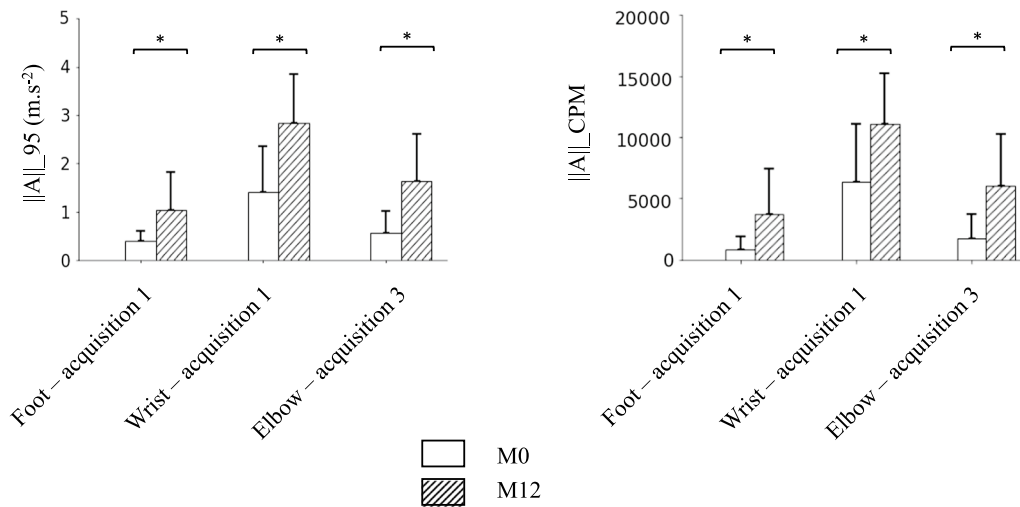 ||A||_95 (m.s-2)
5
4
3
2
1
0
*
*
*
Foot – acquisition 1
Wrist – acquisition 1
Elbow – acquisition 3
||A||_CPM
20000
15000
10000
5000
0
*
*
*
Foot – acquisition 1
Wrist – acquisition 1
Elbow – acquisition 3
M0
M12